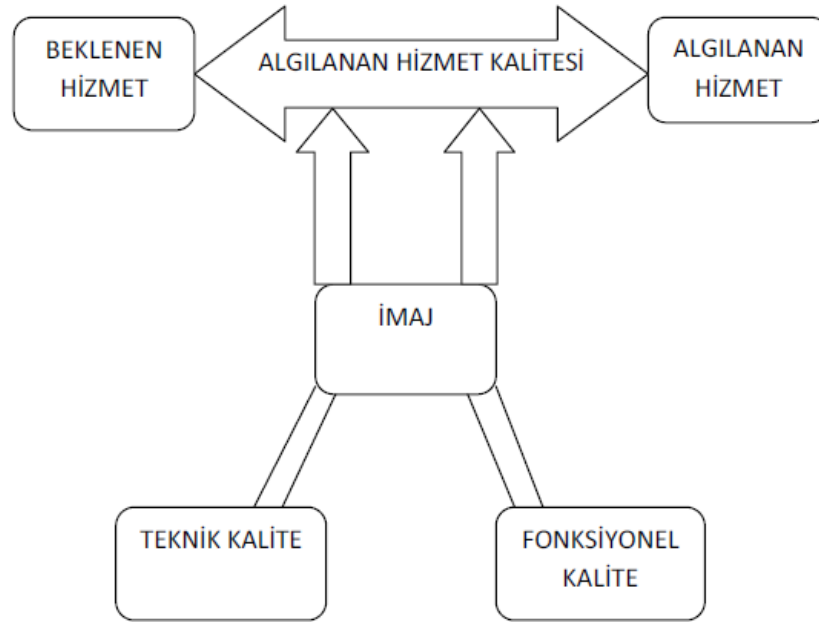 BEKLENEN
HİZMET
ALGILANAN HİZMET KALİTESİ
ALGILANAN
HİZMET
İMAJ
TEKNİK KALİTE
FONKSİYONEL
KALİTE